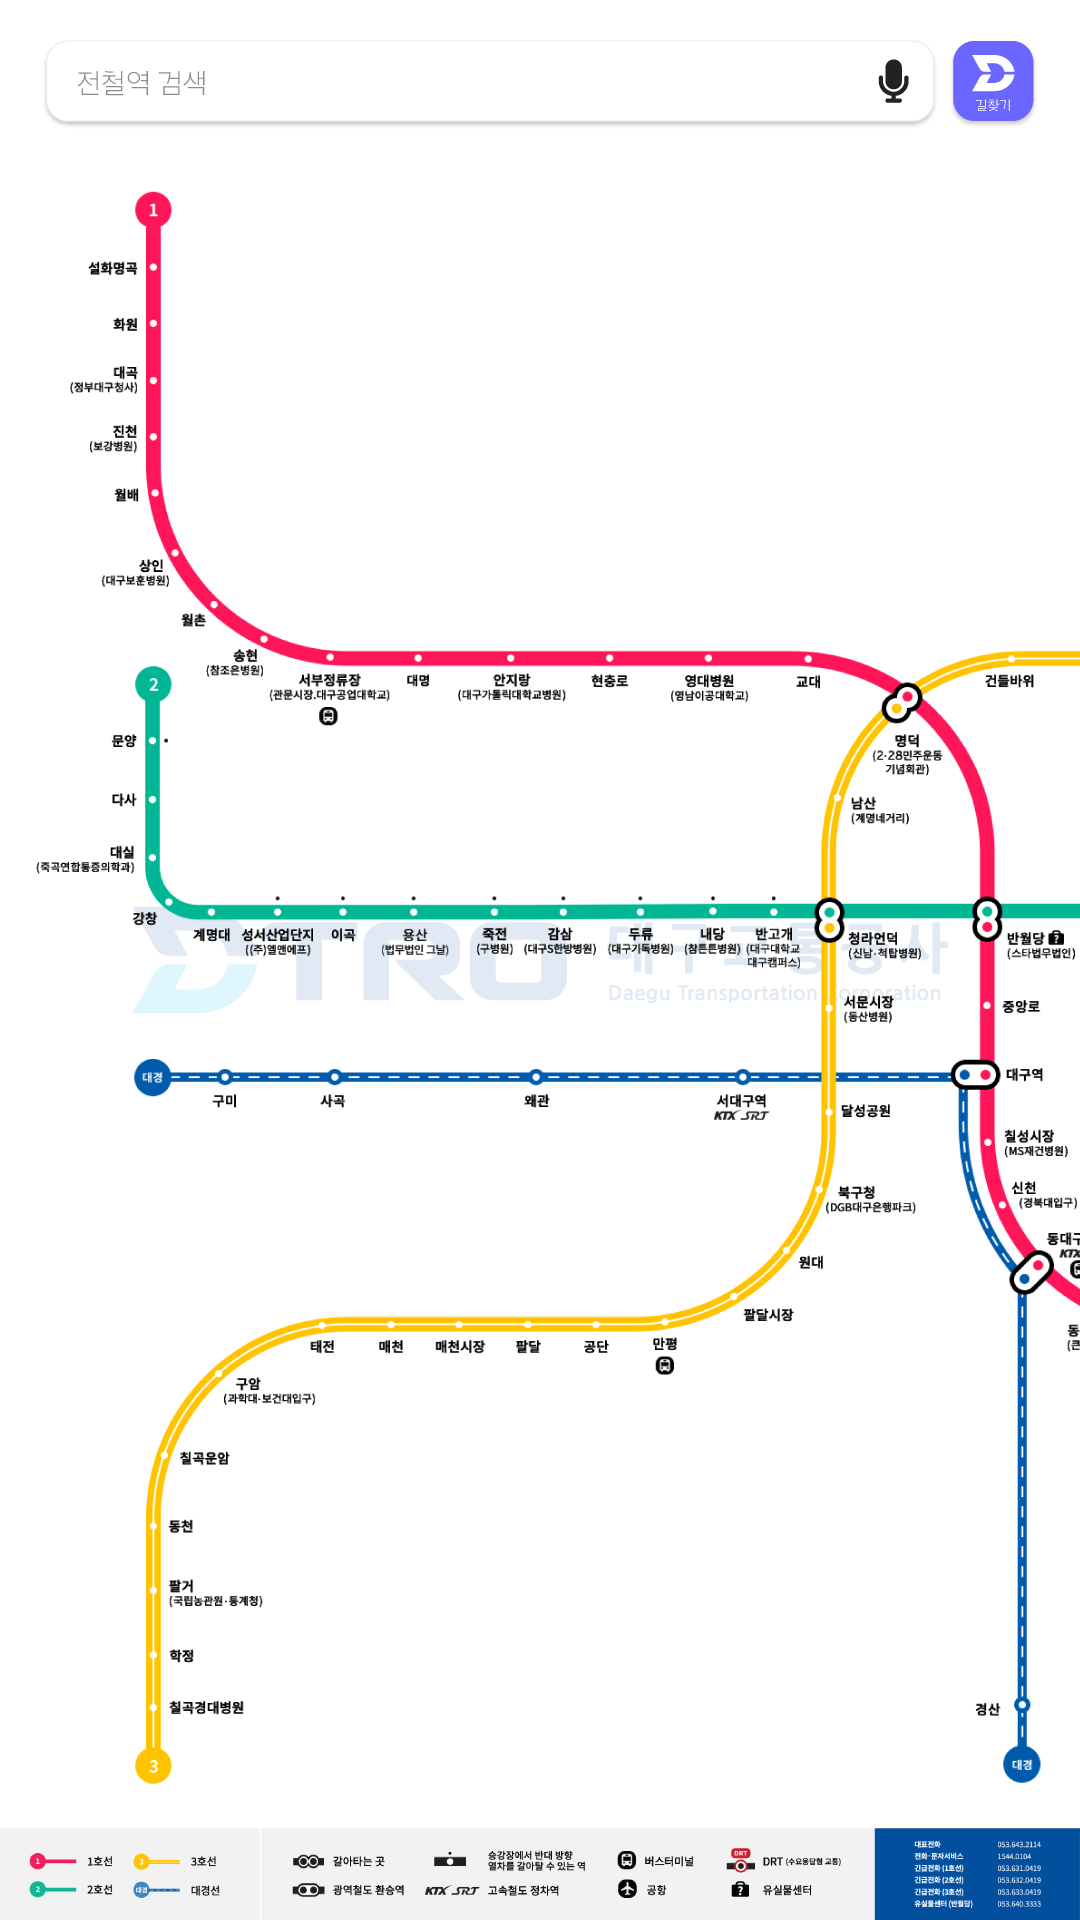 전철역 검색
길찾기
1
설화명곡
화원
대곡
(정부대구청사)
진천
(보강병원)
월배
상인
(대구보훈병원)
월촌
송현
(참조은병원)
서부정류장
(관문시장.대구공업대학교)
대명
안지랑
(대구가톨릭대학교병원)
현충로
영대병원
(영남이공대학교)
교대
건들바위
명덕
(2·28민주운동
기념회관)
남산
(계명네거리)
2
문양
다사
대실
(죽곡연합통증의학과)
강창
계명대
성서산업단지
((주)엘앤에프)
이곡
용산
(법무법인 그날)
죽전
(구병원)
감삼
(대구S한방병원)
두류
(대구기독병원)
내당
(참튼튼병원)
반고개
(대구대학교
대구캠퍼스)
청라언덕
(신남·척탑병원)
반월당
(스타법무법인)
DTRO 대구교통공사
Daegu Transportation Corporation
서문시장
(동산병원)
중앙로
대경
구미
사곡
왜관
서대구역
KTX SRT
대구역
달성공원
칠성시장
(MS재건병원)
북구청
(DGB대구은행파크)
신천
(경북대입구)
동대구
KTX
원대
팔달시장
만평
공단
팔달
매천시장
매천
태전
동
(큰
구암
(과학대·보건대입구)
칠곡운암
동천
팔거
(국립농관원·통계청)
학정
칠곡경대병원
3
경산
대경
1 1호선
3 3호선
2 2호선
대경 대경선
갈아타는 곳
광역철도 환승역
승강장에서 반대 방향
열차를 갈아탈 수 있는 역
KTX SRT 고속철도 정차역
버스터미널
공항
DRT DRT (수요응답형 교통)
유실물센터
대표전화 053.643.2114
전화·문자서비스 1544.0104
긴급전화 (1호선) 053.631.0419
긴급전화 (2호선) 053.632.0419
긴급전화 (3호선) 053.633.0419
유실물센터 (반월당) 053.640.3333